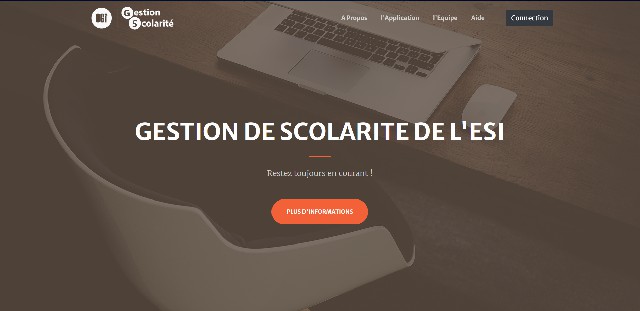 Gestion
Scolarité
A Propos l'Application l'Equipe Aide Connection
GESTION DE SCOLARITE DE L'ESI
Restez toujours en courant !
PLUS D'INFORMATIONS